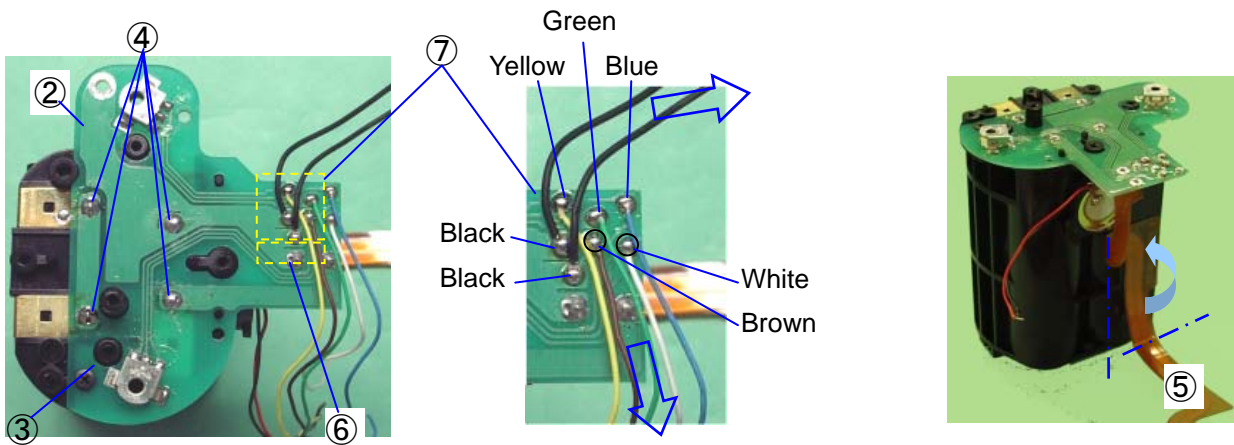 ④
②
⑦
Green
Yellow
Blue
Black
Black
White
Brown
③
⑥
⑤